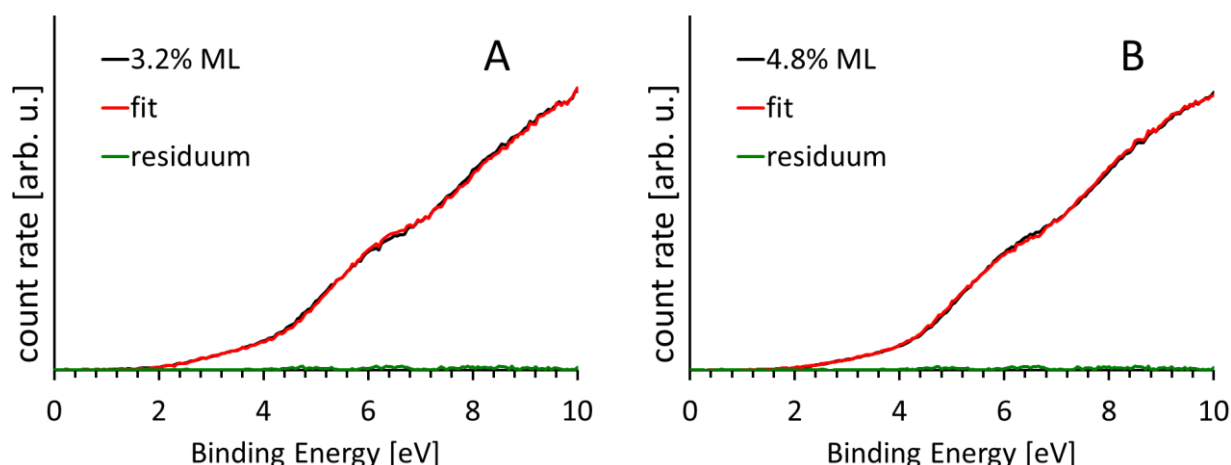 3.2% ML
A
fit
residuum
count rate [arb. u.]
0 2 4 6 8 10
Binding Energy [eV]
4.8% ML
B
fit
residuum
count rate [arb. u.]
0 2 4 6 8 10
Binding Energy [eV]